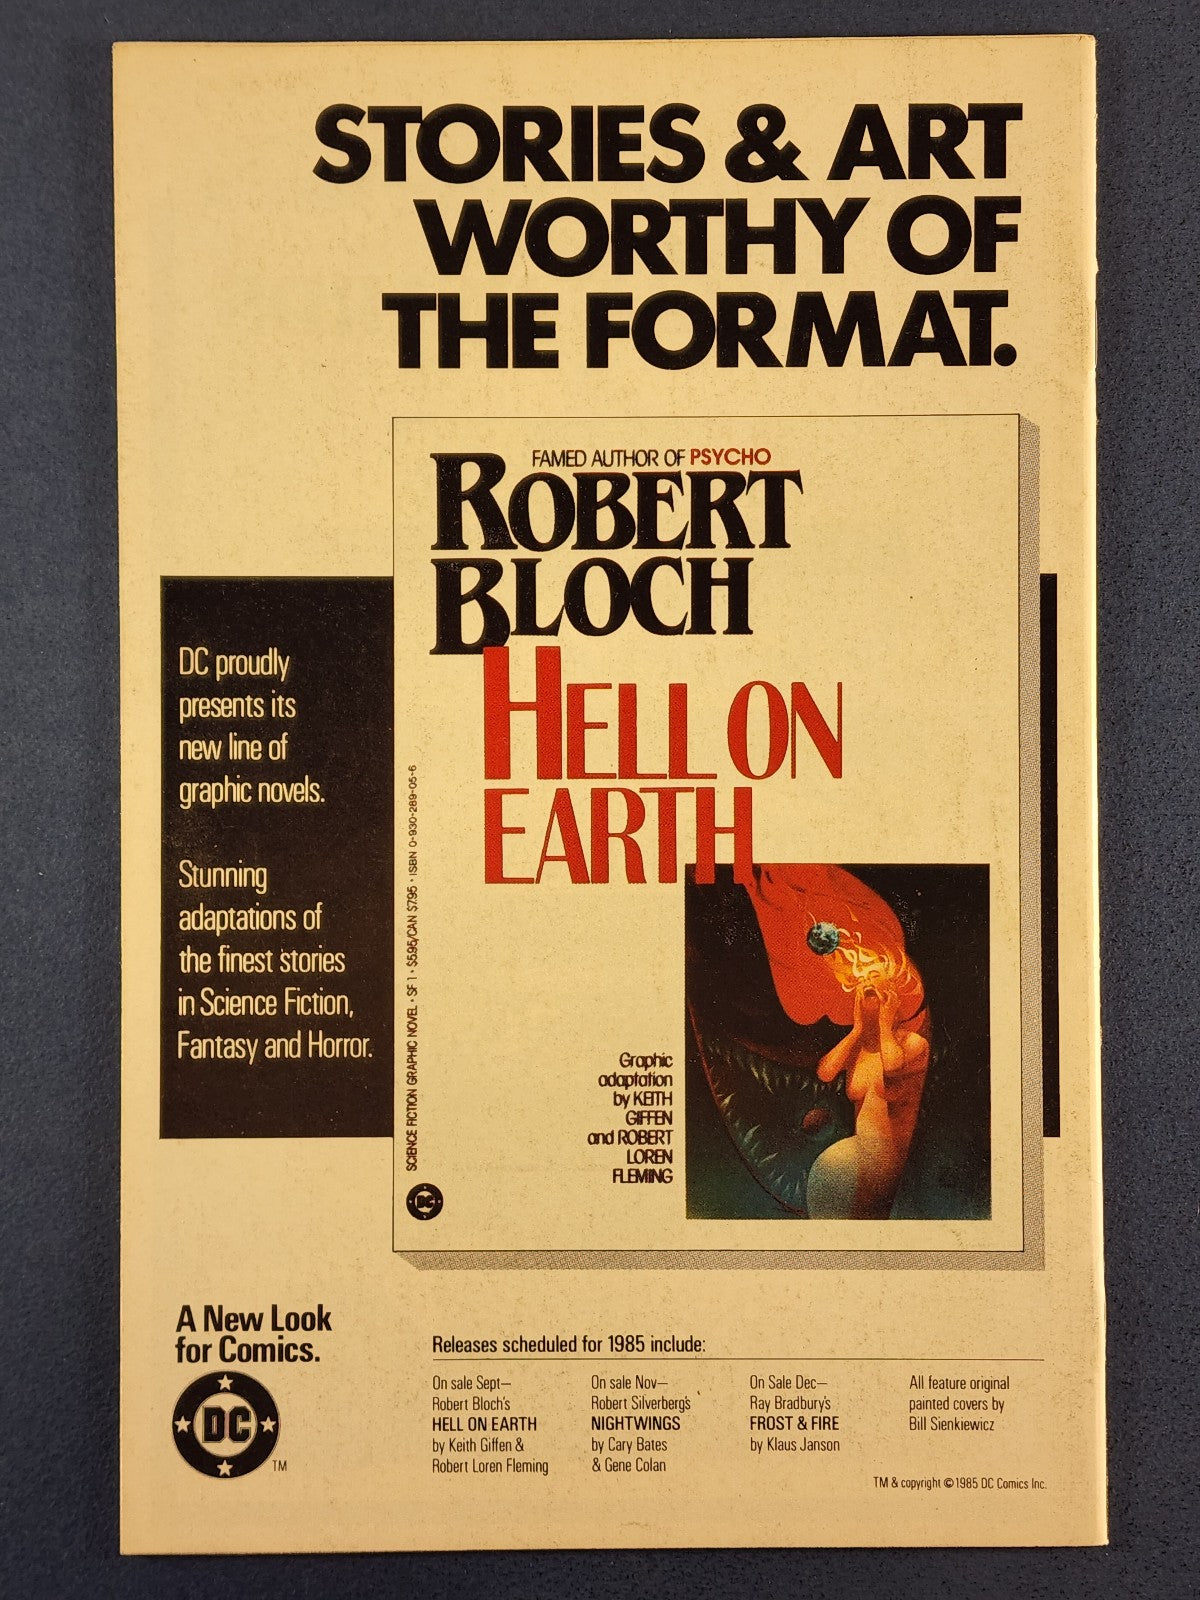 STORIES & ART
WORTHY OF
THE FORMAT.
FAMED AUTHOR OF PSYCHO
ROBERT
BLOCH
HELL ON
EARTH
DC proudly
presents its
new line of
graphic novels.
Stunning
adaptations of
the finest stories
in Science Fiction,
Fantasy and Horror.
SCIENCE FICTION GRAPHIC NOVEL • SF 1 • $5.95/CAN $7.95 • ISBN 0-930-289-05-6
Graphic
adaptation
by KEITH
GIFFEN
and ROBERT
LOREN
FLEMING
DC
A New Look
for Comics.
DC
TM
Releases scheduled for 1985 include:
On sale Sept—
Robert Bloch's
HELL ON EARTH
by Keith Giffen &
Robert Loren Fleming
On sale Nov—
Robert Silverberg's
NIGHTWINGS
by Cary Bates
& Gene Colan
On Sale Dec—
Ray Bradbury's
FROST & FIRE
by Klaus Janson
All feature original
painted covers by
Bill Sienkiewicz
TM & copyright © 1985 DC Comics Inc.